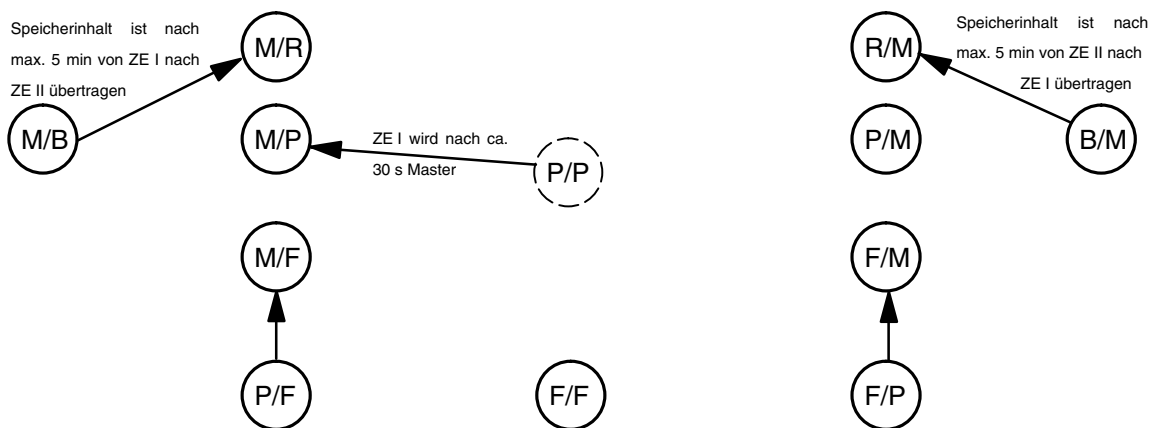 Speicherinhalt ist nach
max. 5 min von ZE I nach
ZE II übertragen
M/R
R/M
Speicherinhalt ist nach
max. 5 min von ZE II nach
ZE I übertragen
M/B
M/P
ZE I wird nach ca.
30 s Master
P/P
P/M
B/M
M/F
F/M
P/F
F/F
F/P